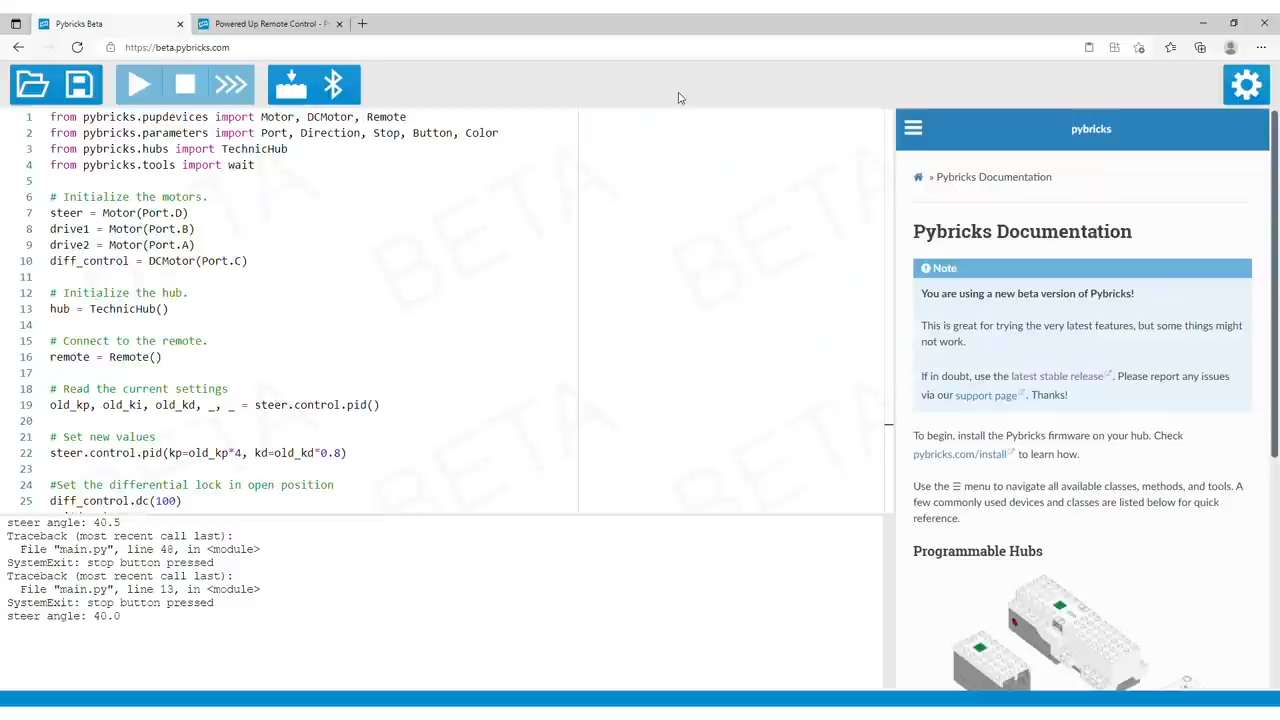 Pybricks Beta
Powered Up Remote Control - P
https://beta.pybricks.com
1 from pybricks.pupdevices import Motor, DCMotor, Remote
2 from pybricks.parameters import Port, Direction, Stop, Button, Color
3 from pybricks.hubs import TechnicHub
4 from pybricks.tools import wait
5
6 # Initialize the motors.
7 steer = Motor(Port.D)
8 drive1 = Motor(Port.B)
9 drive2 = Motor(Port.A)
10 diff_control = DCMotor(Port.C)
11
12 # Initialize the hub.
13 hub = TechnicHub()
14
15 # Connect to the remote.
16 remote = Remote()
17
18 # Read the current settings
19 old_kp, old_ki, old_kd, _, _ = steer.control.pid()
20
21 # Set new values
22 steer.control.pid(kp=old_kp*4, kd=old_kd*0.8)
23
24 #Set the differential lock in open position
25 diff_control.dc(100)
BETA
BETA
BETA
BETA
BETA
BETA
BETA
BETA
steer angle: 40.5
Traceback (most recent call last):
File "main.py", line 48, in <module>
SystemExit: stop button pressed
Traceback (most recent call last):
File "main.py", line 13, in <module>
SystemExit: stop button pressed
steer angle: 40.0
pybricks
» Pybricks Documentation
Pybricks Documentation
Note
You are using a new beta version of Pybricks!
This is great for trying the very latest features, but some things might
not work.
If in doubt, use the latest stable release. Please report any issues
via our support page. Thanks!
To begin, install the Pybricks firmware on your hub. Check
pybricks.com/install to learn how.
Use the ☰ menu to navigate all available classes, methods, and tools. A
few commonly used devices and classes are listed below for quick
reference.
Programmable Hubs